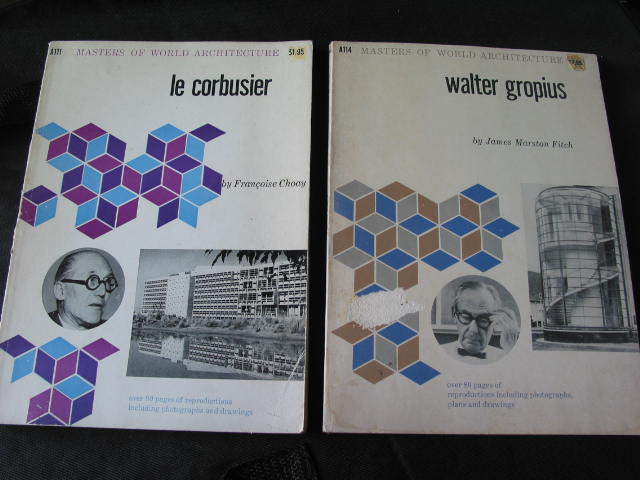 A111 MASTERS OF WORLD ARCHITECTURE $1.95
le corbusier
by Françoise Choay
over 80 pages of reproductions
including photographs and drawings
A114 MASTERS OF WORLD ARCHITECTURE
walter gropius
by James Marston Fitch
over 80 pages of
reproductions including photographs,
plans and drawings